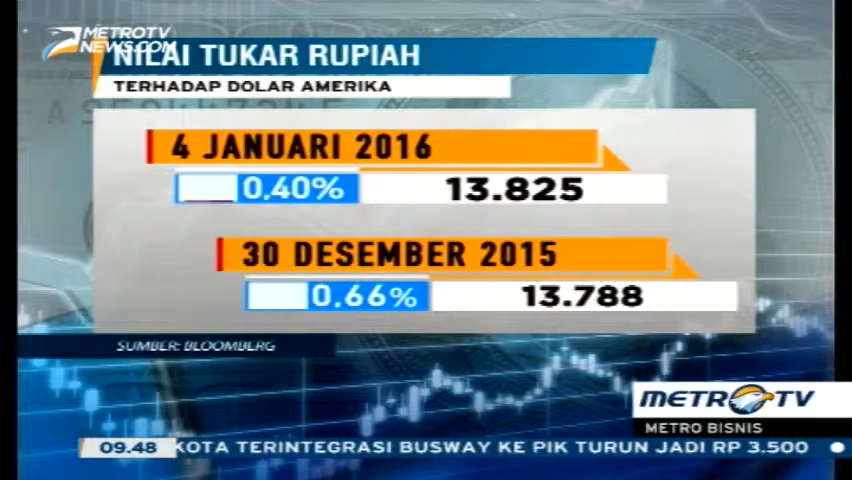 METROTV
NEWS.COM
NILAI TUKAR RUPIAH
TERHADAP DOLAR AMERIKA
4 JANUARI 2016
0,40% 13.825
30 DESEMBER 2015
0,66% 13.788
SUMBER: BLOOMBERG
METRO TV
METRO BISNIS
09.48 KOTA TERINTEGRASI BUSWAY KE PIK TURUN JADI RP 3.500